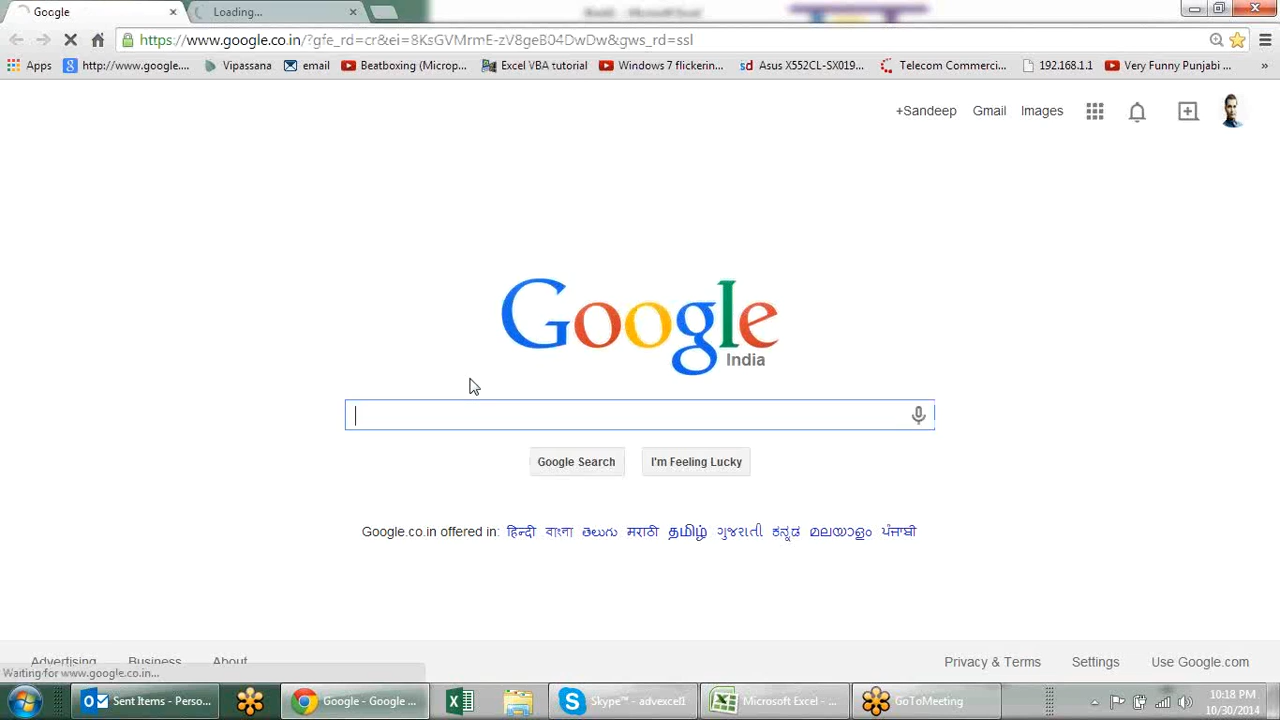 Google
Loading...
https://www.google.co.in/?gfe_rd=cr&ei=8KsGVMrmE-zV8geB04DwDw&gws_rd=ssl
Apps http://www.google.... Vipassana email Beatboxing (Microp... Excel VBA tutorial Windows 7 flickerin... sd Asus X552CL-SX019... Telecom Commerci... 192.168.1.1 Very Funny Punjabi ... »
+Sandeep Gmail Images
Google
India
Google Search I'm Feeling Lucky
Google.co.in offered in: हिन्दी বাংলা తెలుగు मराठी தமிழ் ગુજરાતી ಕನ್ನಡ മലയാളം ਪੰਜਾਬੀ
Advertising Business About Privacy & Terms Settings Use Google.com
Waiting for www.google.co.in...
Sent Items - Perso... Google - Google ... Skype™ - advexcel1 Microsoft Excel - ... GoToMeeting
10:18 PM
10/30/2014